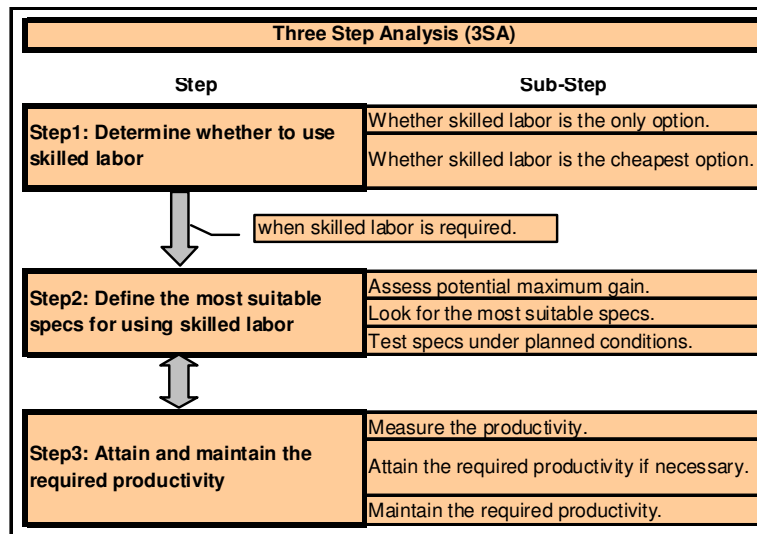 Three Step Analysis (3SA)
Step
Sub-Step
Step1: Determine whether to use
skilled labor
Whether skilled labor is the only option.
Whether skilled labor is the cheapest option.
when skilled labor is required.
Step2: Define the most suitable
specs for using skilled labor
Assess potential maximum gain.
Look for the most suitable specs.
Test specs under planned conditions.
Step3: Attain and maintain the
required productivity
Measure the productivity.
Attain the required productivity if necessary.
Maintain the required productivity.